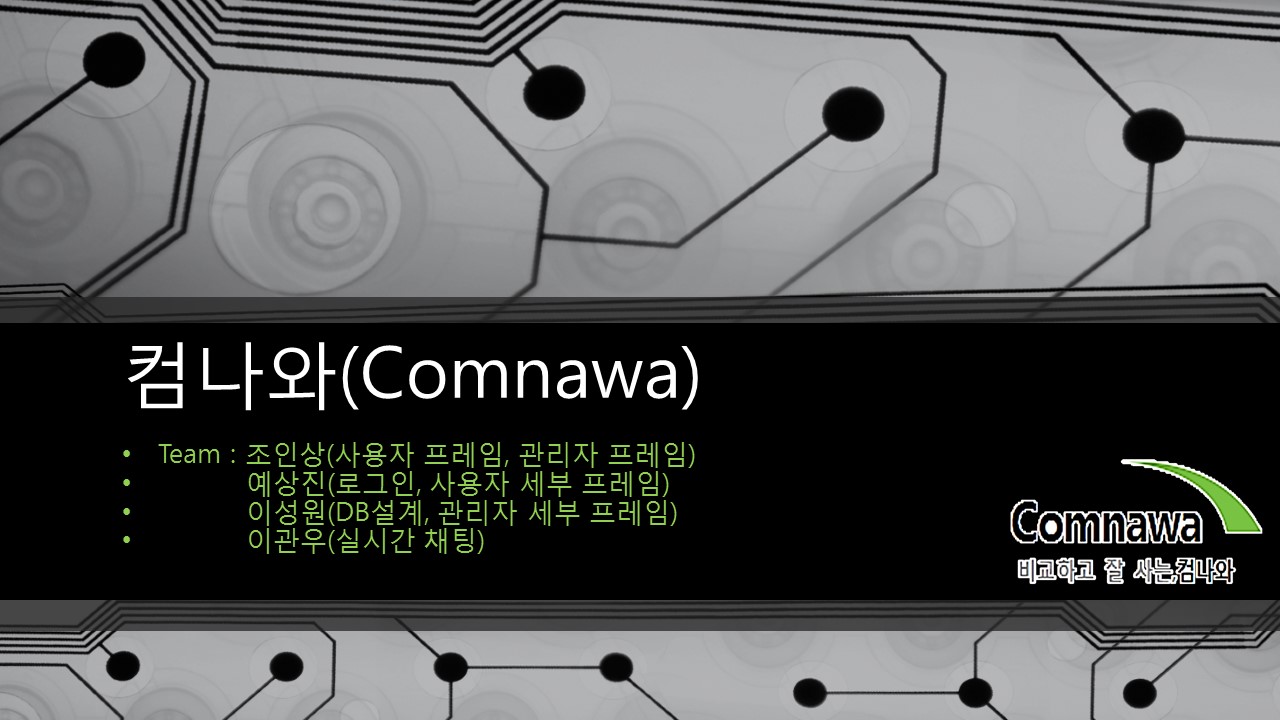 컴나와(Comnawa)
• Team : 조인상(사용자 프레임, 관리자 프레임)
• 예상진(로그인, 사용자 세부 프레임)
• 이성원(DB설계, 관리자 세부 프레임)
• 이관우(실시간 채팅)
Comnawa
비교하고 잘 사는,컴나와